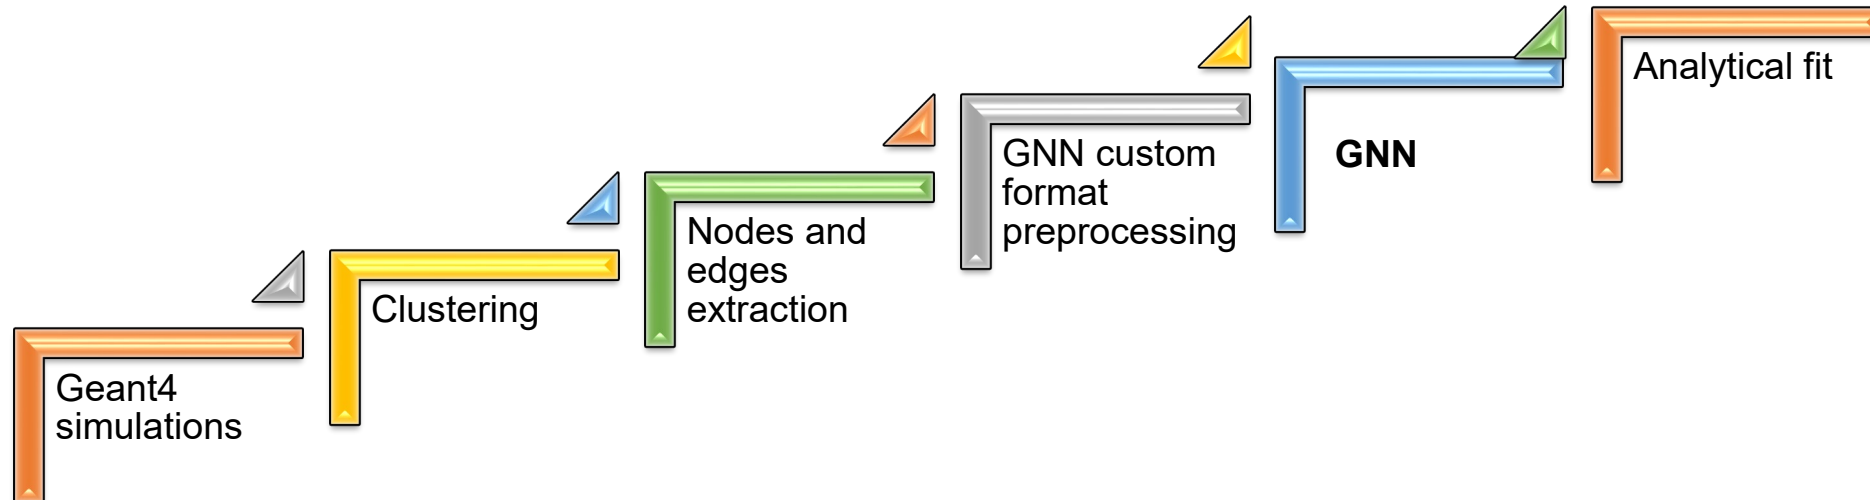 Geant4
simulations
Clustering
Nodes and
edges
extraction
GNN custom
format
preprocessing
GNN
Analytical fit